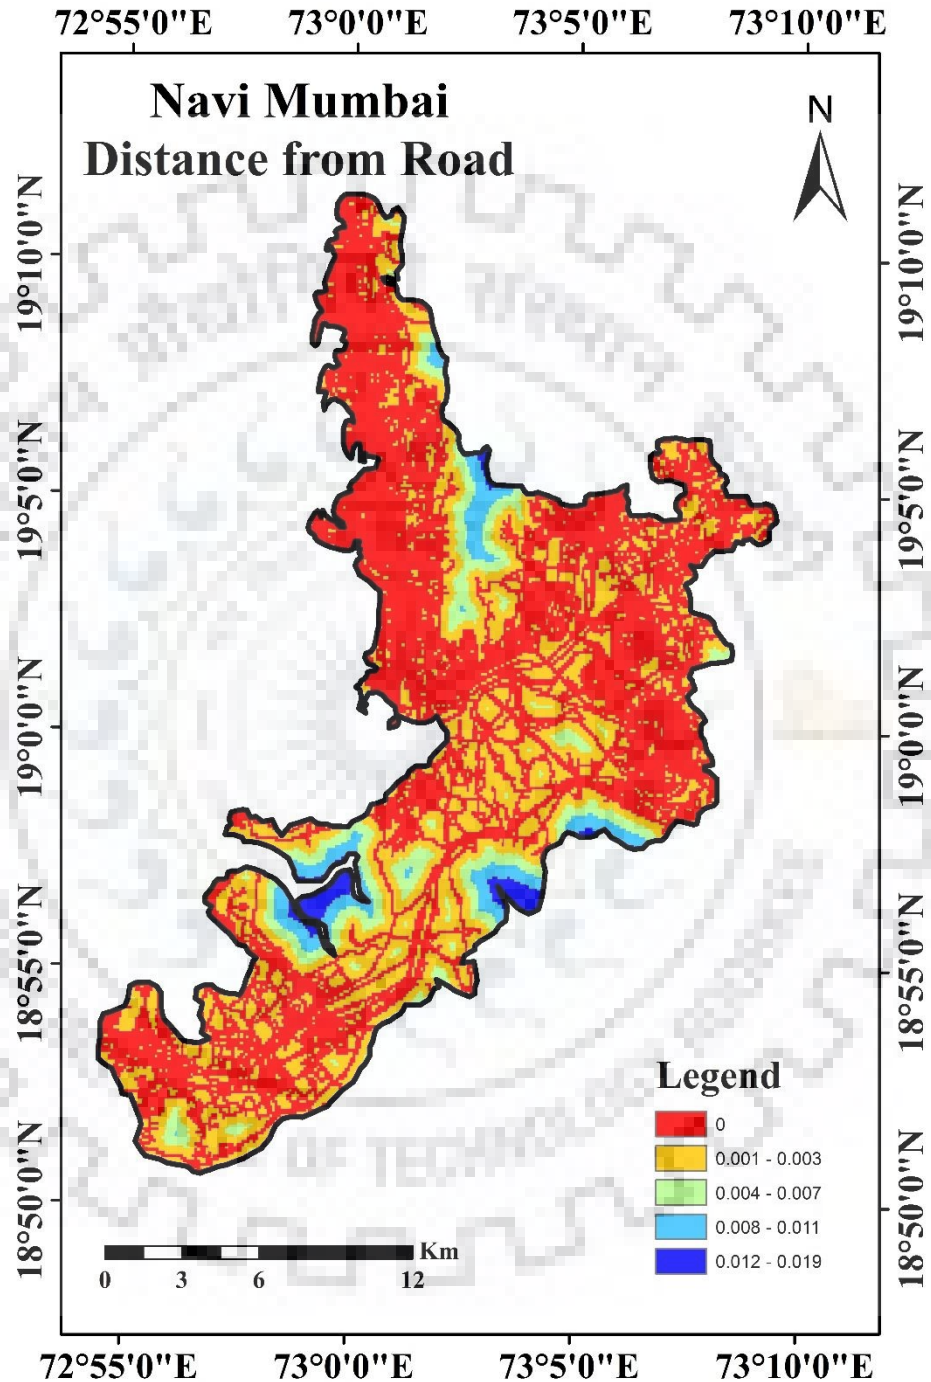 72°55'0"E 73°0'0"E 73°5'0"E 73°10'0"E
Navi Mumbai
Distance from Road
N
19°10'0"N
19°10'0"N
19°5'0"N
19°5'0"N
19°0'0"N
19°0'0"N
18°55'0"N
18°55'0"N
18°50'0"N
18°50'0"N
Legend
0
0.001 - 0.003
0.004 - 0.007
0.008 - 0.011
0.012 - 0.019
Km
0 3 6 12
OF TECHNOLOGY
72°55'0"E 73°0'0"E 73°5'0"E 73°10'0"E